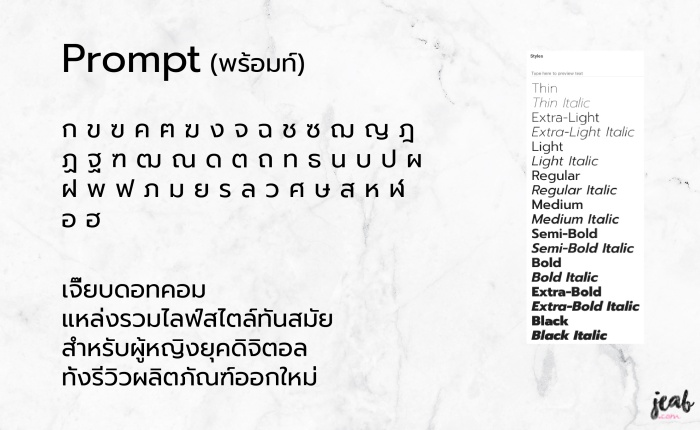 Prompt (พร้อมท์)
ก ข ฃ ค ฅ ฆ ง จ ฉ ช ซ ฌ ญ ฎ
ฏ ฐ ฑ ฒ ณ ด ต ถ ท ธ น บ ป ผ
ฝ พ ฟ ภ ม ย ร ล ว ศ ษ ส ห ฬ
อ ฮ
เจี๊ยบดอทคอม
แหล่งรวมไลฟ์สไตล์ทันสมัย
สำหรับผู้หญิงยุคดิจิตอล
ทังรีวิวผลิตภัณฑ์ออกใหม่
Styles
Type here to preview text
Thin
Thin Italic
Extra-Light
Extra-Light Italic
Light
Light Italic
Regular
Regular Italic
Medium
Medium Italic
Semi-Bold
Semi-Bold Italic
Bold
Bold Italic
Extra-Bold
Extra-Bold Italic
Black
Black Italic
jeab
.com